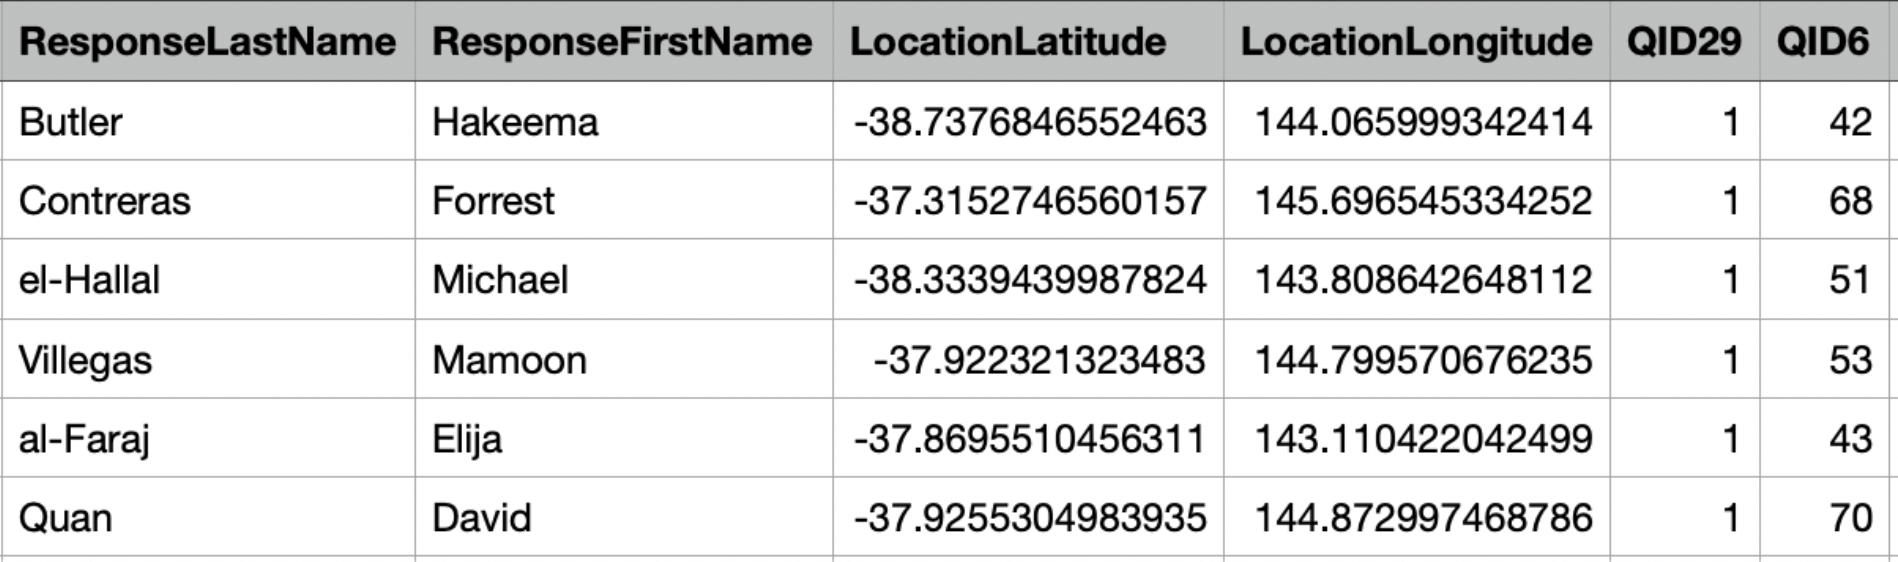 ResponseLastName ResponseFirstName LocationLatitude LocationLongitude QID29 QID6
Butler Hakeema -38.7376846552463 144.065999342414 1 42
Contreras Forrest -37.3152746560157 145.696545334252 1 68
el-Hallal Michael -38.3339439987824 143.808642648112 1 51
Villegas Mamoon -37.922321323483 144.799570676235 1 53
al-Faraj Elija -37.8695510456311 143.110422042499 1 43
Quan David -37.9255304983935 144.872997468786 1 70